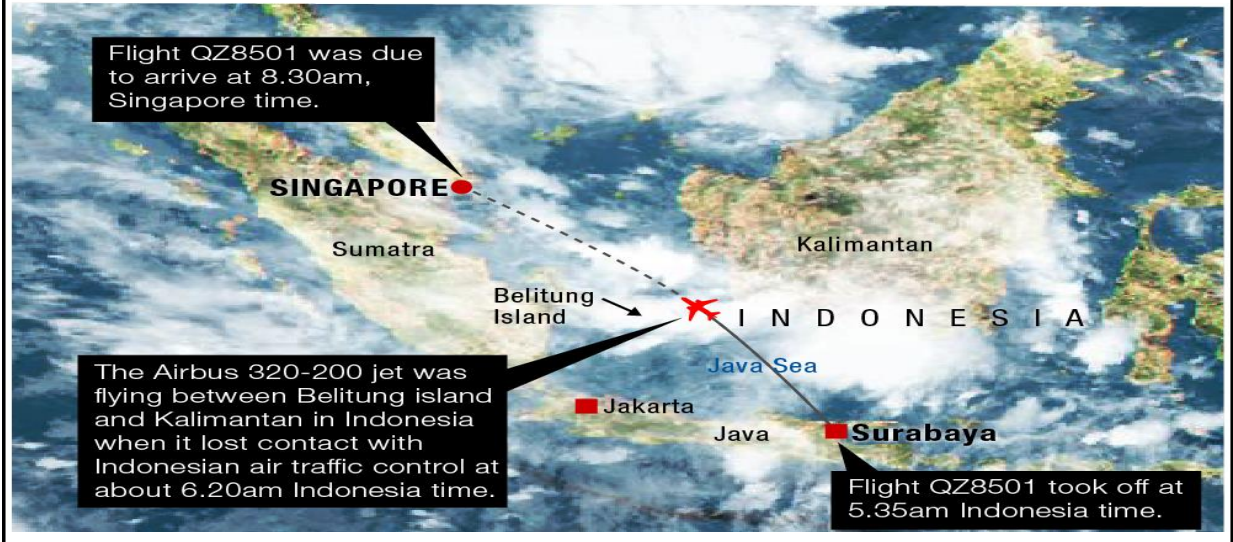 Flight QZ8501 was due
to arrive at 8.30am,
Singapore time.
SINGAPORE
Sumatra
Kalimantan
Belitung
Island
INDONESIA
Java Sea
The Airbus 320-200 jet was
flying between Belitung island
and Kalimantan in Indonesia
when it lost contact with
Indonesian air traffic control at
about 6.20am Indonesia time.
Jakarta
Java
Surabaya
Flight QZ8501 took off at
5.35am Indonesia time.